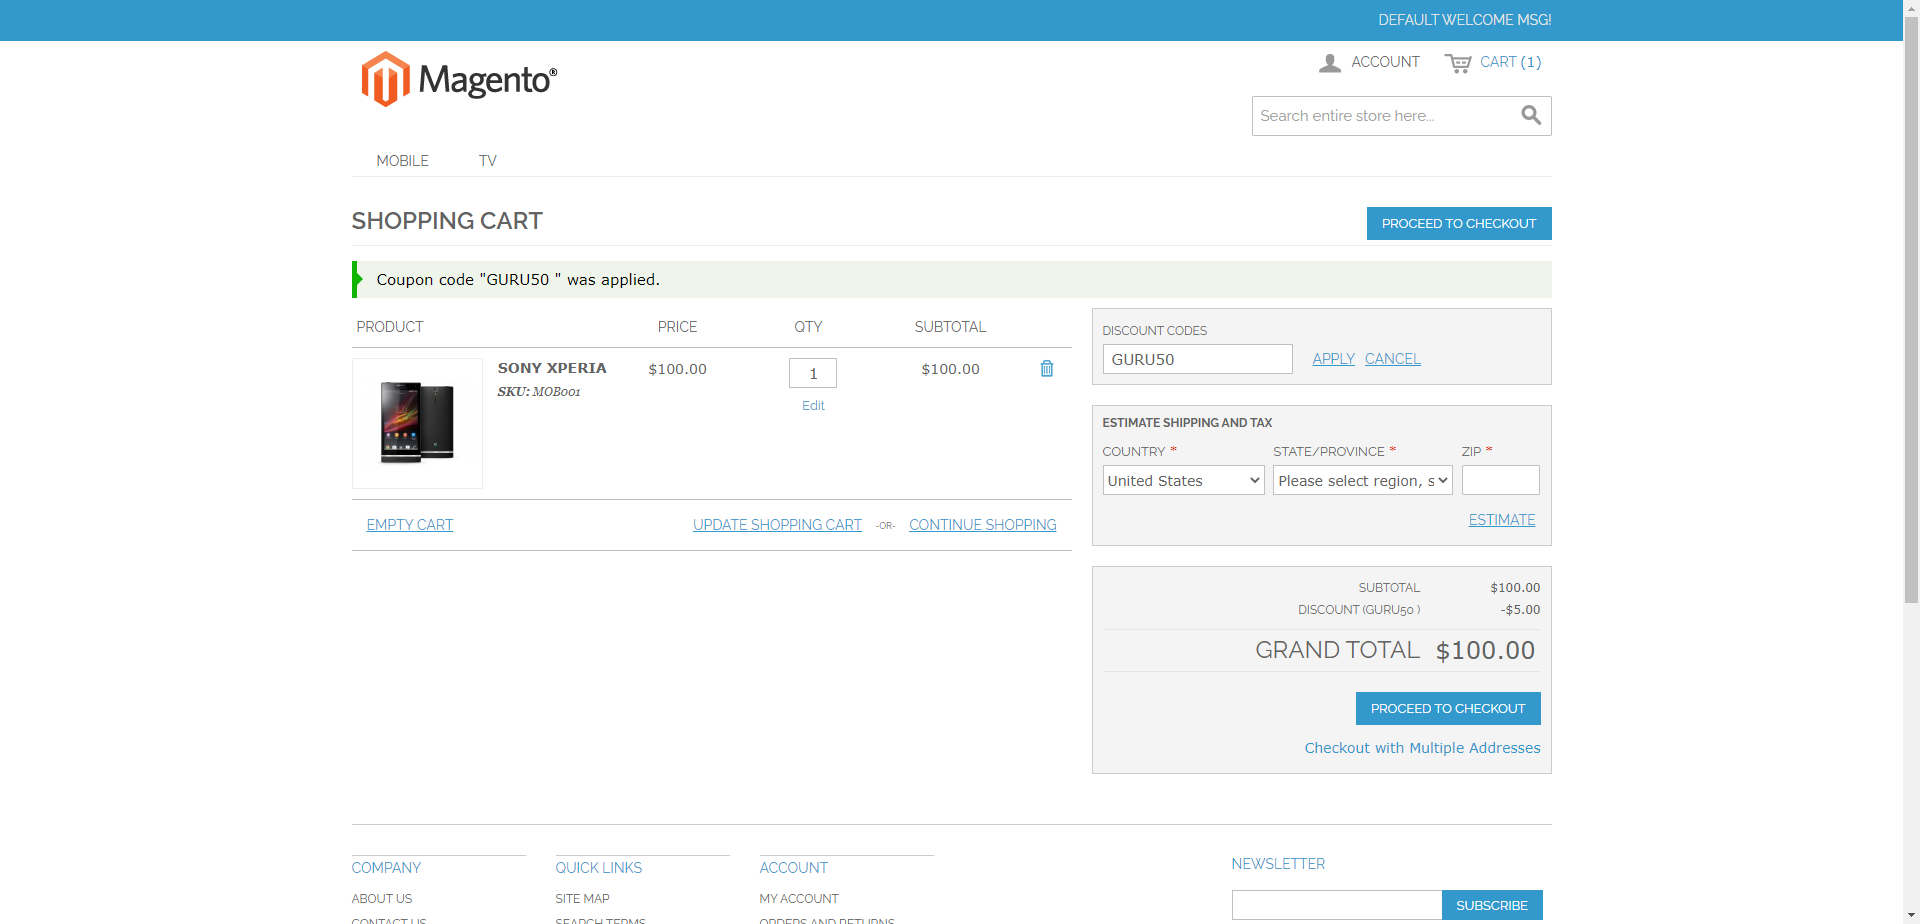 DEFAULT WELCOME MSG!
Magento®
ACCOUNT CART (1)
Search entire store here...
MOBILE TV
SHOPPING CART
PROCEED TO CHECKOUT
Coupon code "GURU50 " was applied.
PRODUCT PRICE QTY SUBTOTAL
SONY XPERIA $100.00 1 $100.00
SKU: MOB001
Edit
EMPTY CART UPDATE SHOPPING CART -OR- CONTINUE SHOPPING
DISCOUNT CODES
GURU50 APPLY CANCEL
ESTIMATE SHIPPING AND TAX
COUNTRY * STATE/PROVINCE * ZIP *
United States Please select region, s
ESTIMATE
SUBTOTAL $100.00
DISCOUNT (GURU50 ) -$5.00
GRAND TOTAL $100.00
PROCEED TO CHECKOUT
Checkout with Multiple Addresses
COMPANY QUICK LINKS ACCOUNT NEWSLETTER
ABOUT US SITE MAP MY ACCOUNT
SUBSCRIBE
CONTACT US SEARCH TERMS ORDERS AND RETURNS